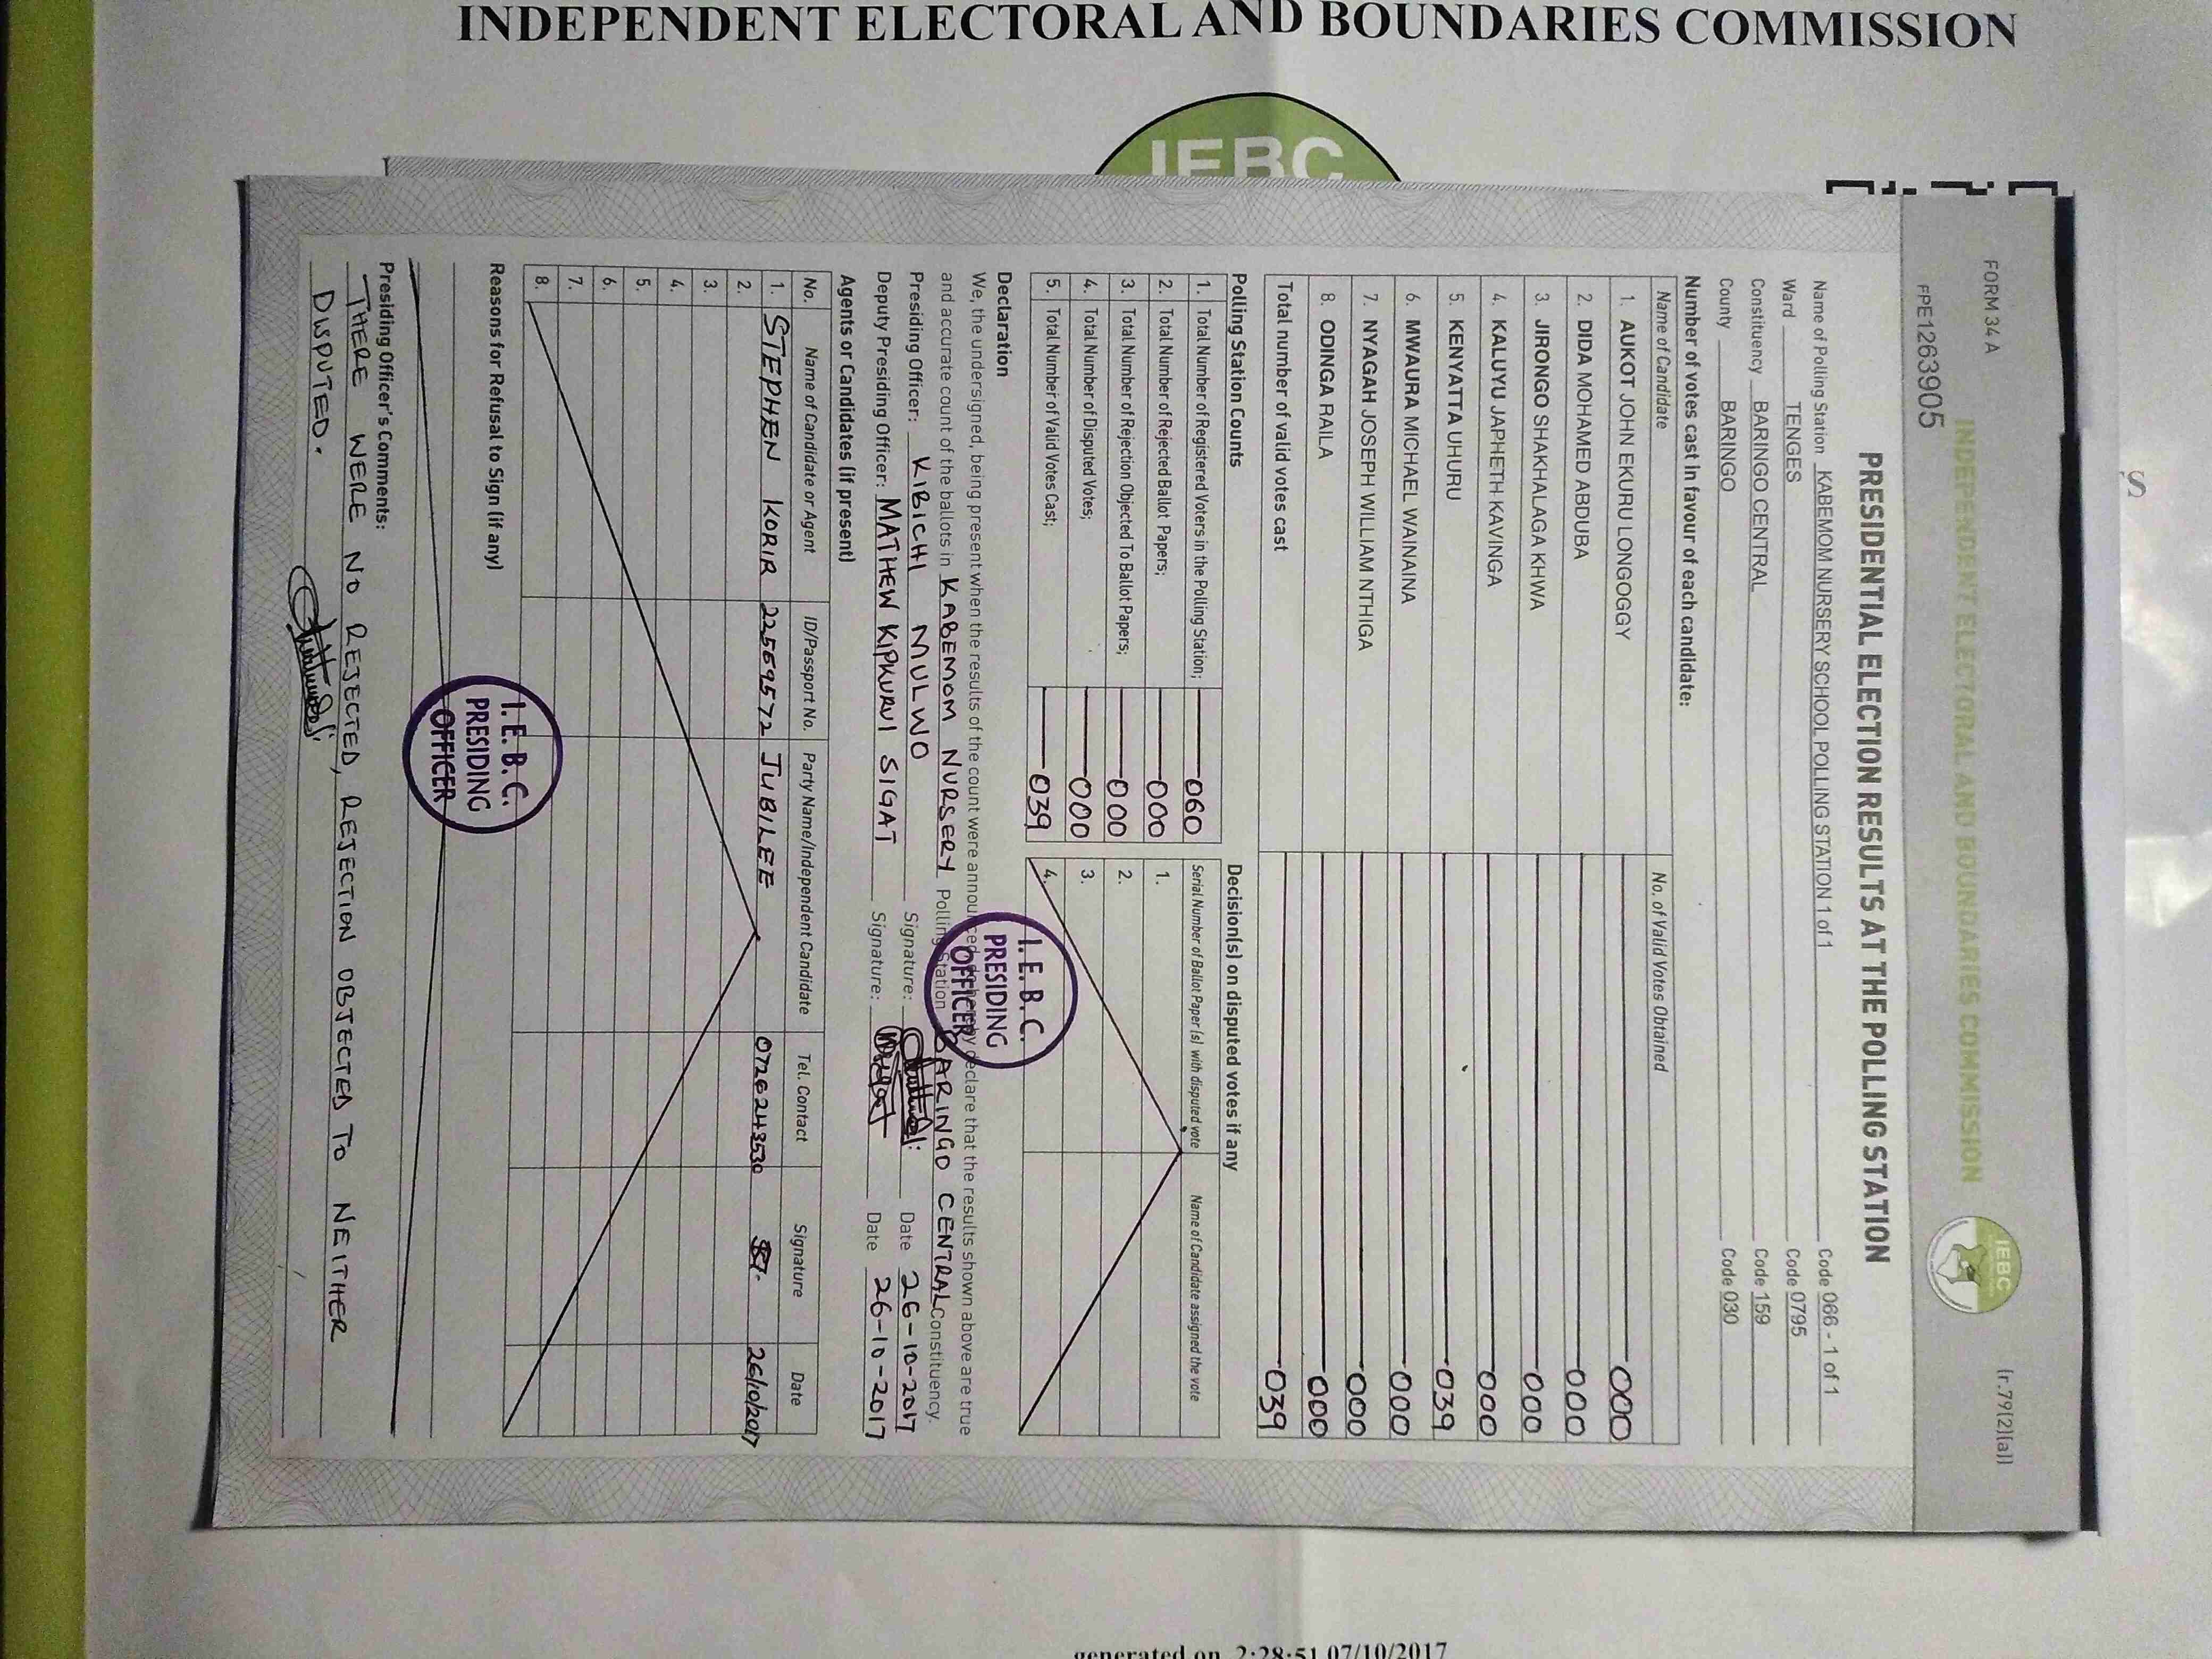 INDEPENDENT ELECTORAL AND BOUNDARIES COMMISSION
IEBC
FORM 34 A
(r.79(2)(a))
INDEPENDENT ELECTORAL AND BOUNDARIES COMMISSION
IEBC
FPE1263905
PRESIDENTIAL ELECTION RESULTS AT THE POLLING STATION
Name of Polling Station KABEMOM NURSERY SCHOOL POLLING STATION 1 of 1 Code 066 - 1 of 1
Ward TENGES Code 0795
Constituency BARINGO CENTRAL Code 159
County BARINGO Code 030
Number of votes cast in favour of each candidate:
Name of Candidate No. of Valid Votes Obtained
1. AUKOT JOHN EKURU LONGOGGY 000
2. DIDA MOHAMED ABDUBA 000
3. JIRONGO SHAKHALAGA KHWA 000
4. KALUYU JAPHETH KAVINGA 000
5. KENYATTA UHURU 039
6. MWAURA MICHAEL WAINAINA 000
7. NYAGAH JOSEPH WILLIAM NTHIGA 000
8. ODINGA RAILA 000
Total number of valid votes cast 039
Polling Station Counts
1. Total Number of Registered Voters in the Polling Station; 060
2. Total Number of Rejected Ballot Papers; 000
3. Total Number of Rejection Objected To Ballot Papers; 000
4. Total Number of Disputed Votes; 000
5. Total Number of Valid Votes Cast; 039
Decision(s) on disputed votes if any
Serial Number of Ballot Paper (s) with disputed vote Name of Candidate assigned the vote
1.
2.
3.
4.
I.E.B.C.
PRESIDING
OFFICER
Declaration
We, the undersigned, being present when the results of the count were announced, do hereby declare that the results shown above are true
and accurate count of the ballots in KABEMOM NURSERY Polling Station BARINGO CENTRAL Constituency.
Presiding Officer: KIBICHI MULWO Signature: Date 26-10-2017
Deputy Presiding Officer: MATHEW KIPKURUI SIGAT Signature: Date 26-10-2017
Agents or Candidates (if present)
No. Name of Candidate or Agent ID/Passport No. Party Name/Independent Candidate Tel. Contact Signature Date
1. STEPHEN KORIR 22569572 JUBILEE 0726243530 26/10/2017
2.
3.
4.
5.
6.
7.
8.
Reasons for Refusal to Sign (if any)
I.E.B.C.
PRESIDING
OFFICER
Presiding Officer's Comments:
THERE WERE NO REJECTED, REJECTION OBJECTED TO NEITHER
DISPUTED.
generated on 2:28:51 07/10/2017